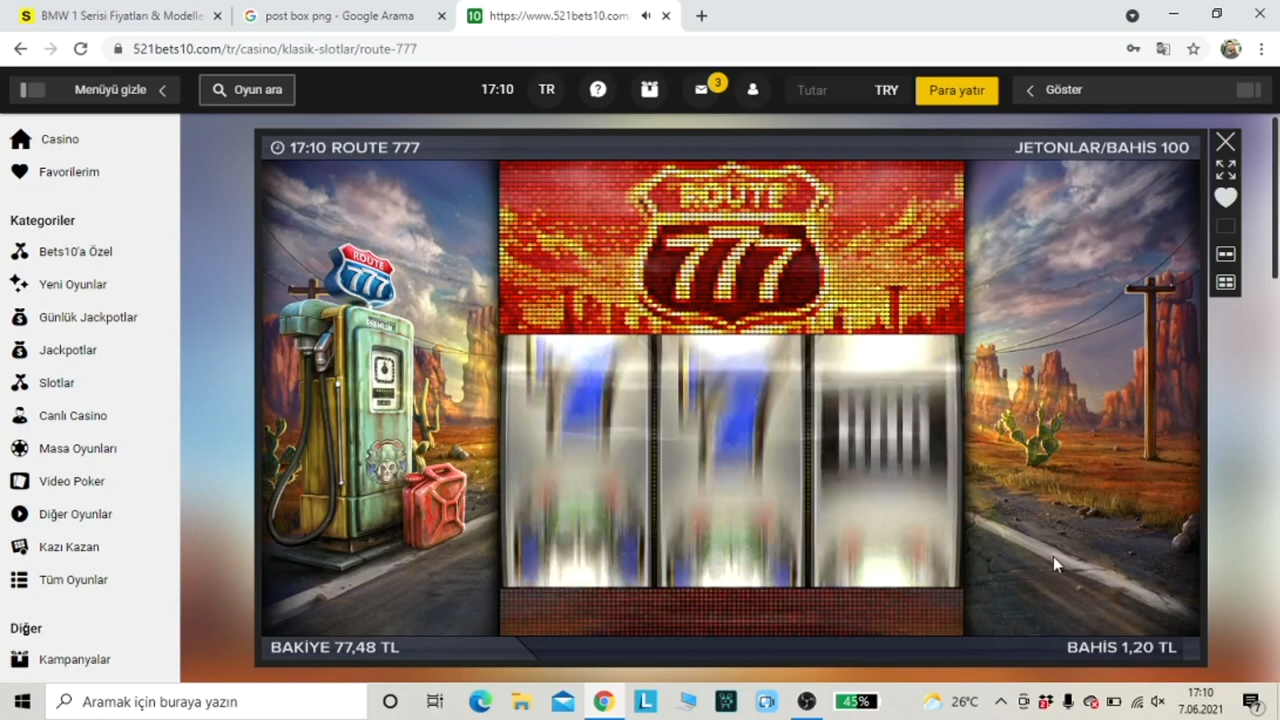 BMW 1 Serisi Fiyatları & Modelle
post box png - Google Arama
10
https://www.521bets10.com/
521bets10.com/tr/casino/klasik-slotlar/route-777
Menüyü gizle
Oyun ara
17:10
TR
3
Tutar
TRY
Para yatır
Göster
Casino
Favorilerim
Kategoriler
Bets10'a Özel
Yeni Oyunlar
Günlük Jackpotlar
Jackpotlar
Slotlar
Canlı Casino
Masa Oyunları
Video Poker
Diğer Oyunlar
Kazı Kazan
Tüm Oyunlar
Diğer
Kampanyalar
17:10 ROUTE 777
JETONLAR/BAHİS 100
ROUTE
777
ROUTE
777
BAKİYE 77,48 TL
BAHİS 1,20 TL
Aramak için buraya yazın
45%
26°C
17:10
7.06.2021
7